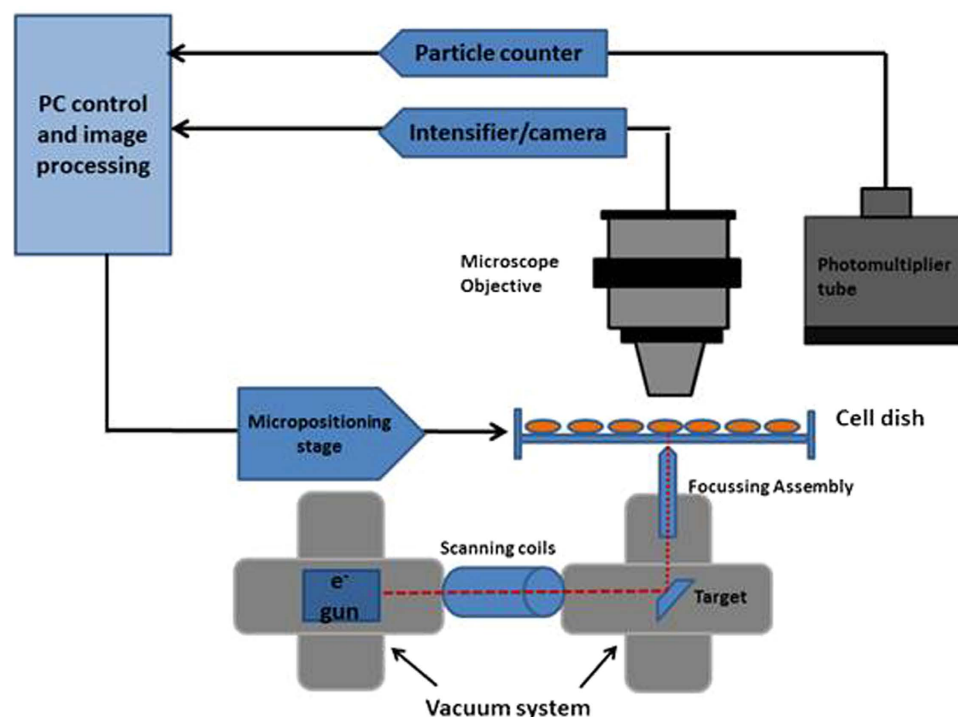 Particle counter
PC control
and image
processing
Intensifier/camera
Microscope
Objective
Photomultiplier
tube
Micropositioning
stage
Cell dish
Focussing Assembly
Scanning coils
e⁻
gun
Target
Vacuum system